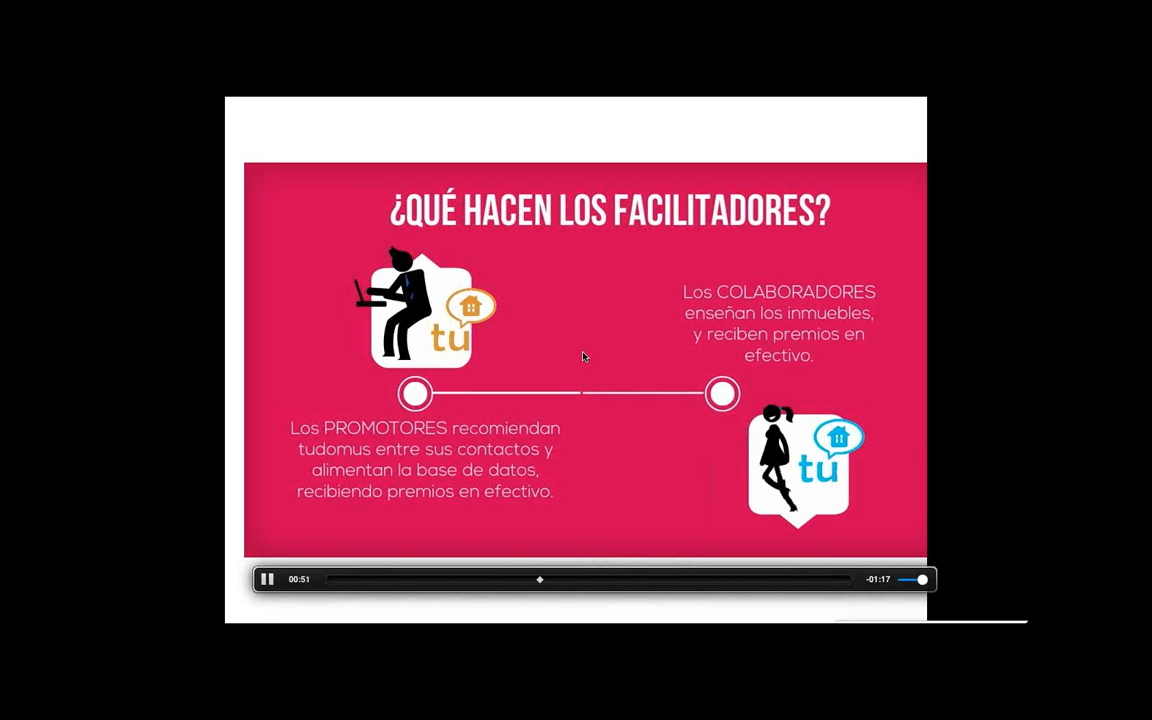 ¿QUÉ HACEN LOS FACILITADORES?
tu
Los COLABORADORES
enseñan los inmuebles,
y reciben premios en
efectivo.
Los PROMOTORES recomiendan
tudomus entre sus contactos y
alimentan la base de datos,
recibiendo premios en efectivo.
tu
00:51
-01:17